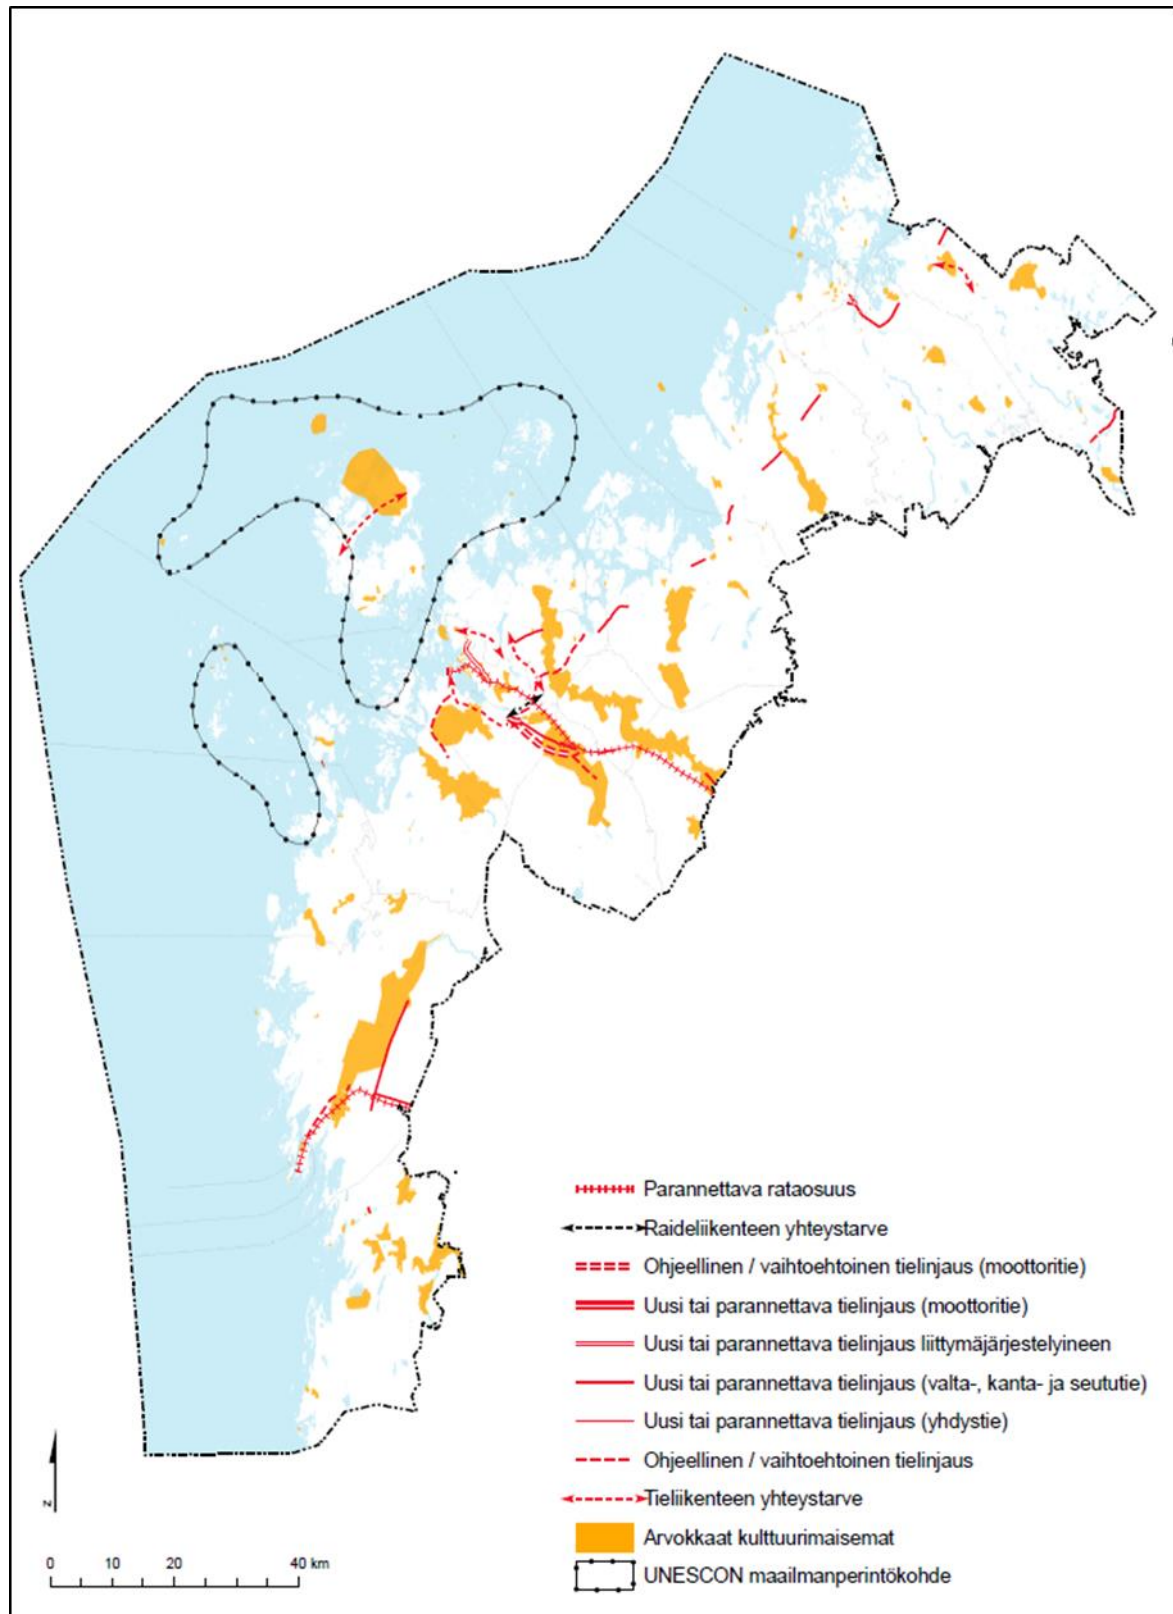 Parannettava rataosuus
Raideliikenteen yhteystarve
Ohjeellinen / vaihtoehtoinen tielinjaus (moottoritie)
Uusi tai parannettava tielinjaus (moottoritie)
Uusi tai parannettava tielinjaus liittymäjärjestelyineen
Uusi tai parannettava tielinjaus (valta-, kanta- ja seututie)
Uusi tai parannettava tielinjaus (yhdystie)
Ohjeellinen / vaihtoehtoinen tielinjaus
Tieliikenteen yhteystarve
Arvokkaat kulttuurimaisemat
UNESCON maailmanperintökohde
N
0 10 20 40 km